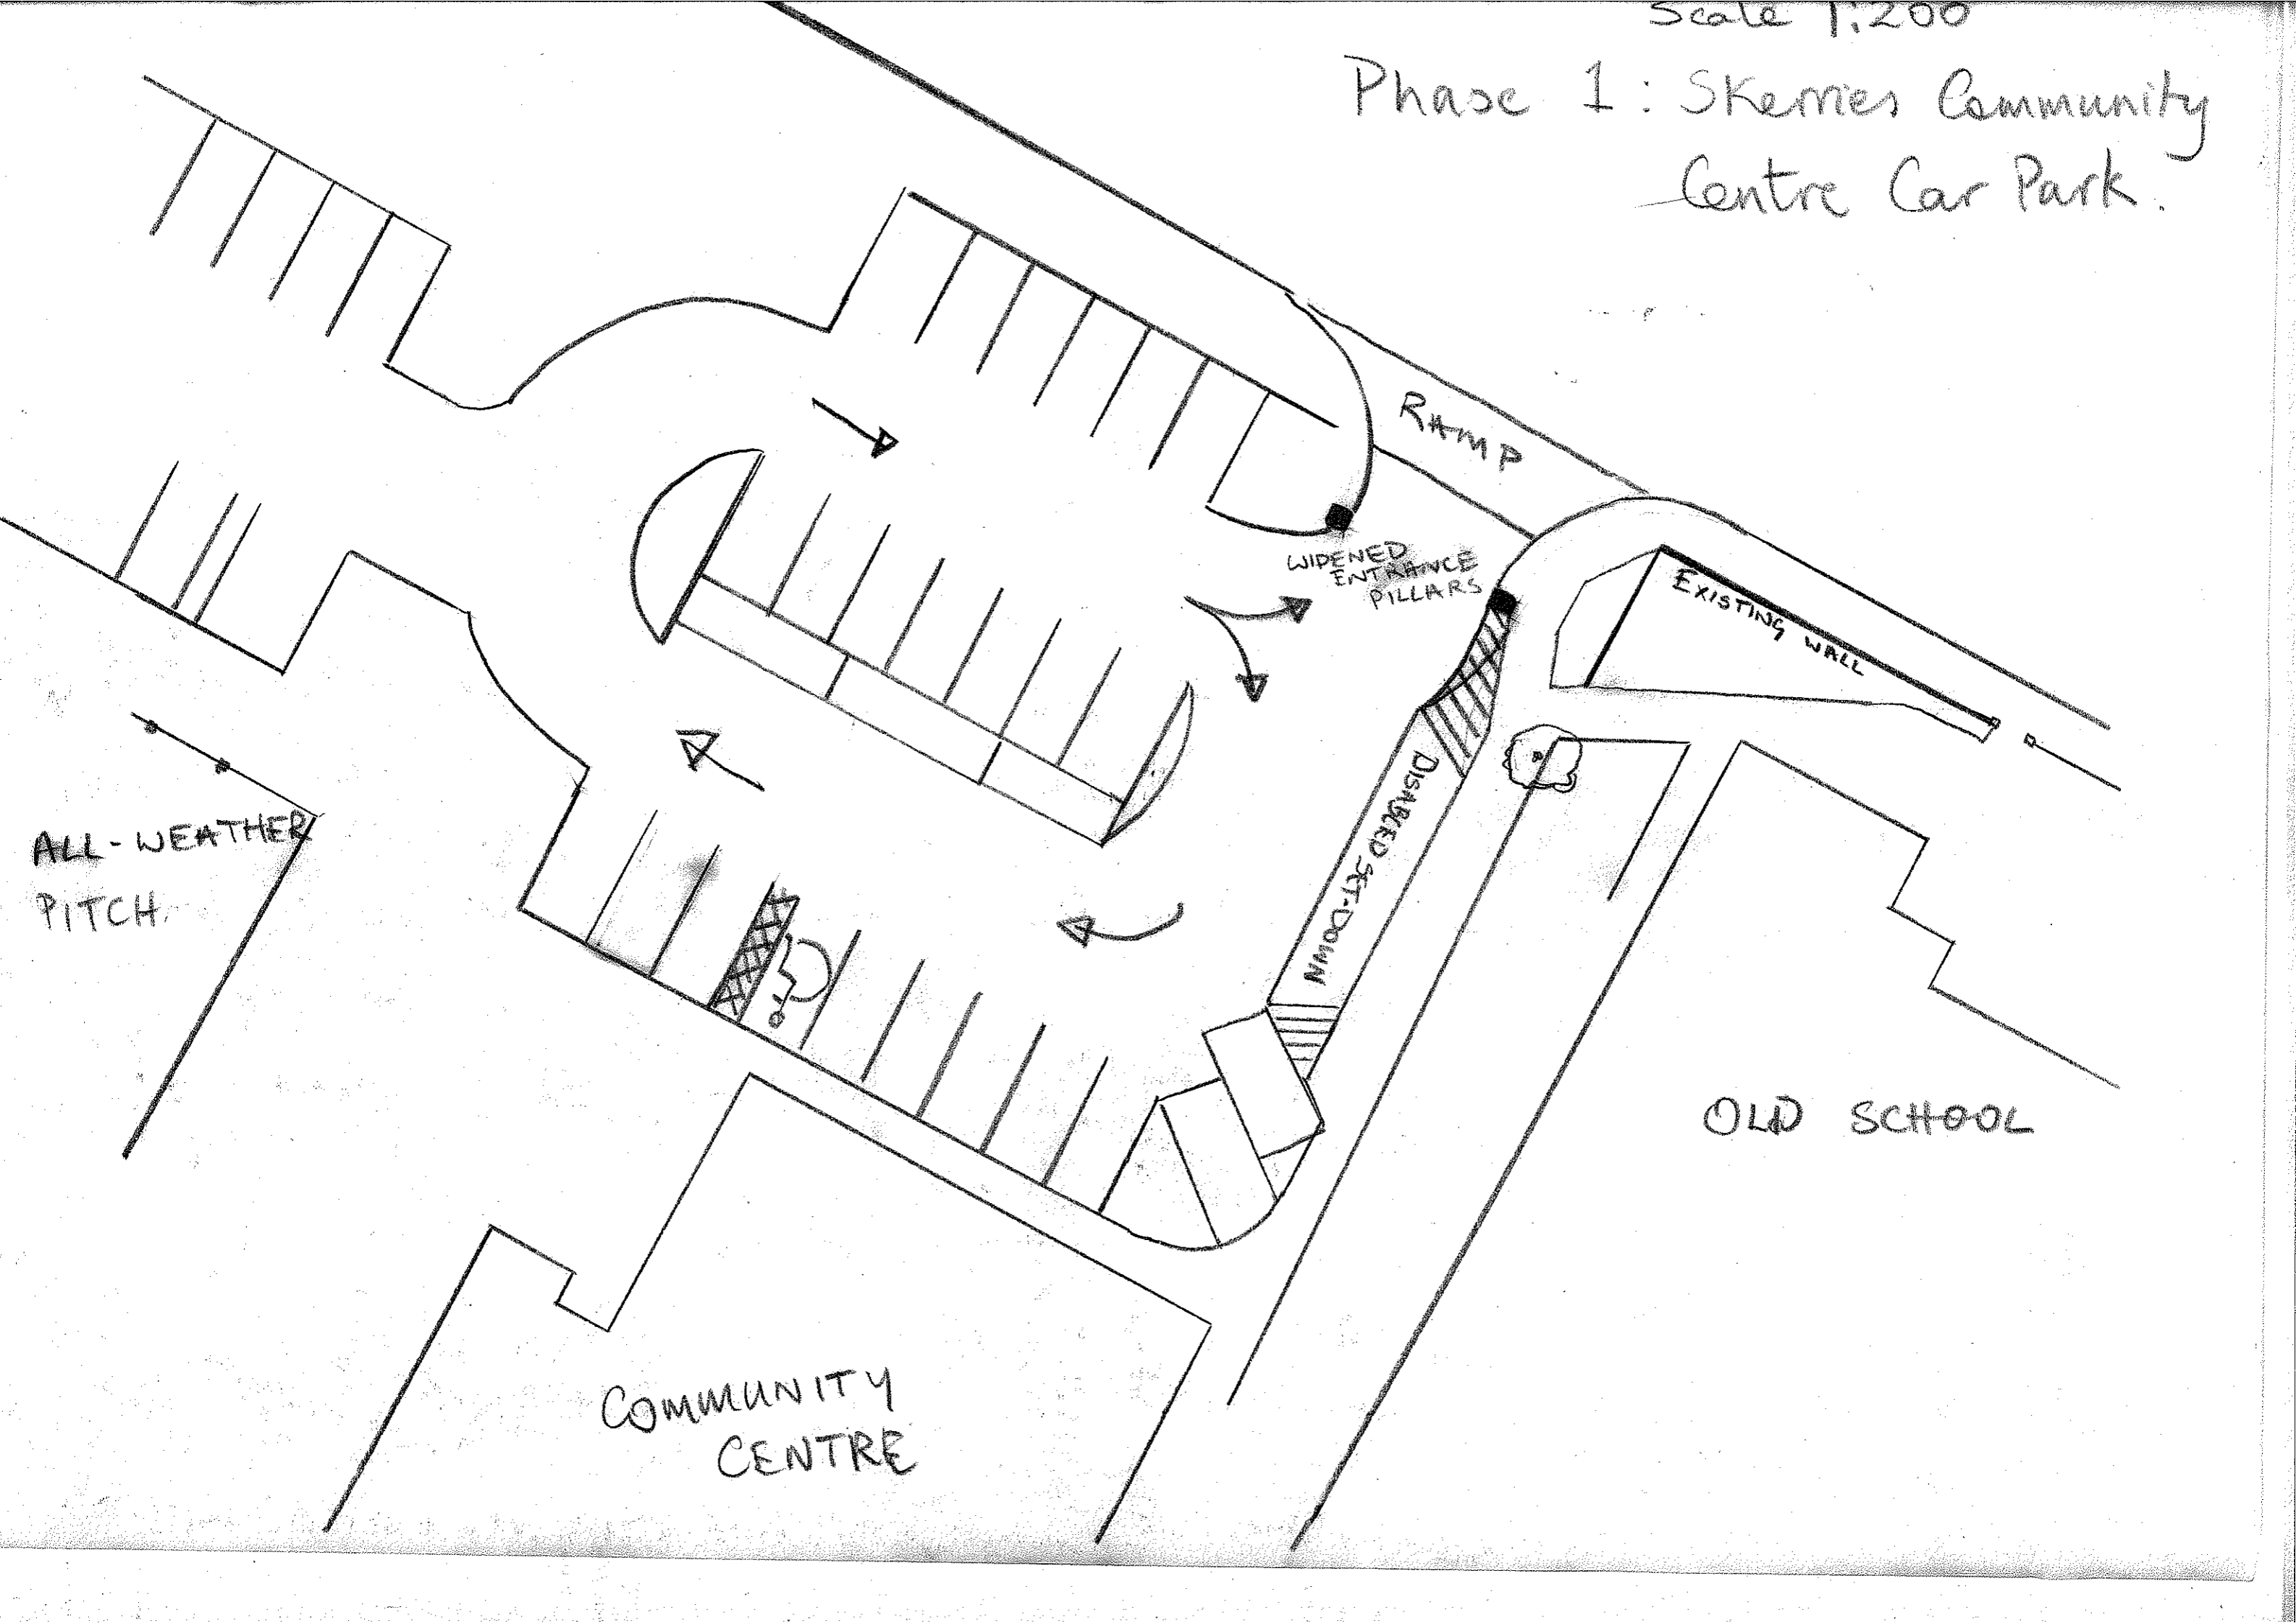 Scale 1:200
Phase 1: Skerries Community
Centre Car Park.
RAMP
WIDENED
ENTRANCE
PILLARS
EXISTING WALL
DISABLED SET-DOWN
ALL-WEATHER
PITCH
OLD SCHOOL
COMMUNITY
CENTRE